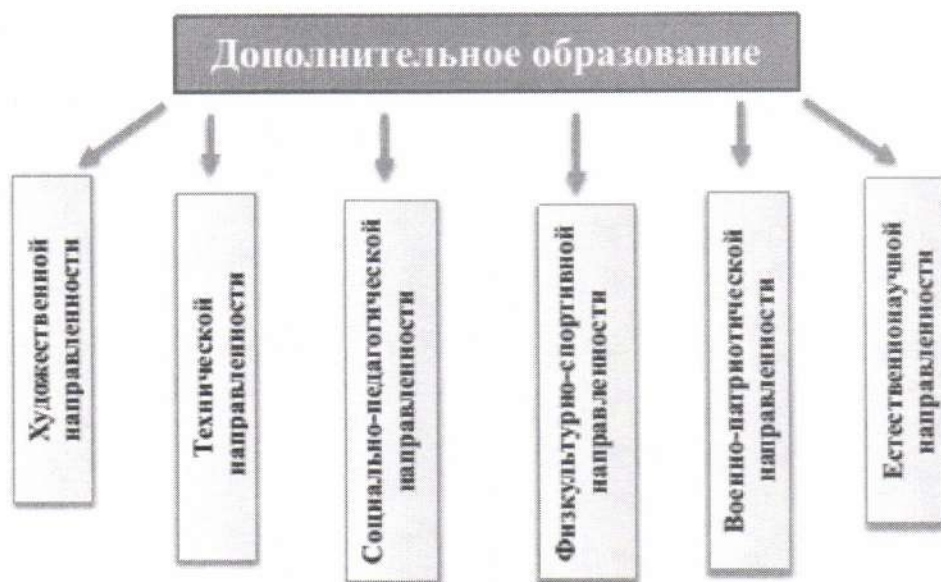 Дополнительное образование
Художественной
направленности
Технической
направленности
Социально-педагогической
направленности
Физкультурно-спортивной
направленности
Военно-патриотической
направленности
Естественнонаучной
направленности